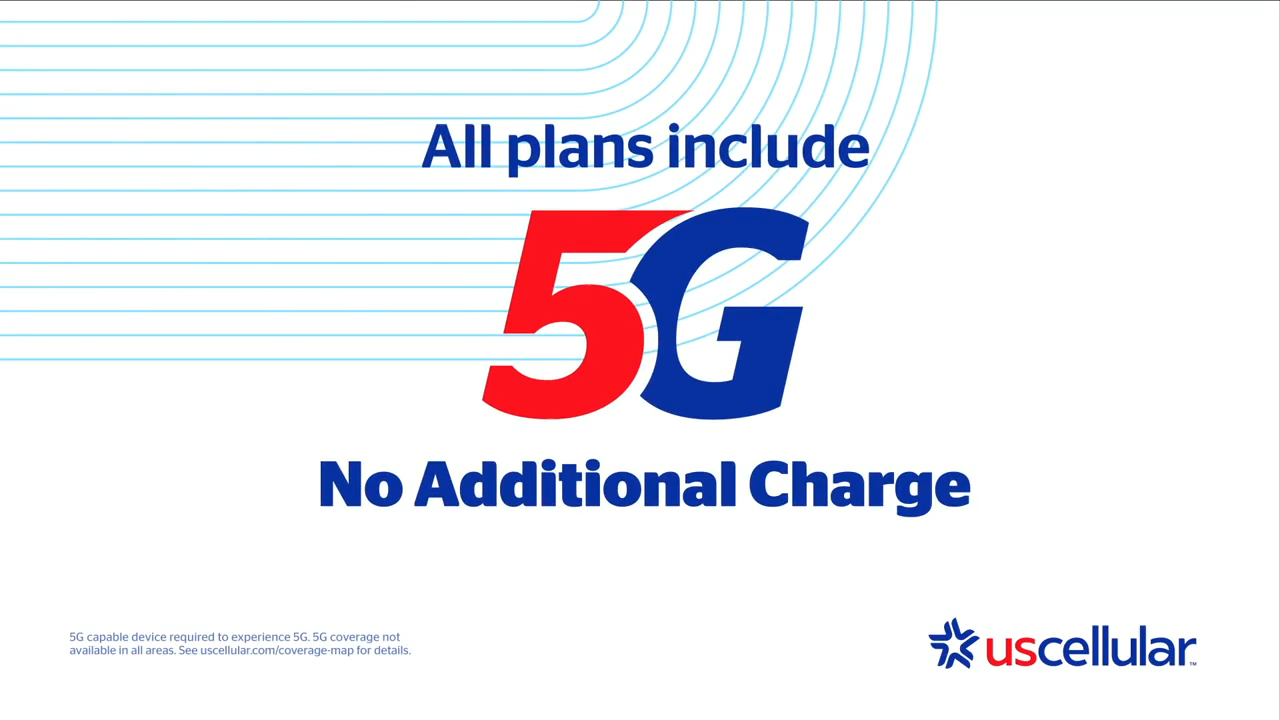 All plans include
5G
No Additional Charge
5G capable device required to experience 5G. 5G coverage not
available in all areas. See uscellular.com/coverage-map for details.
uscellular™